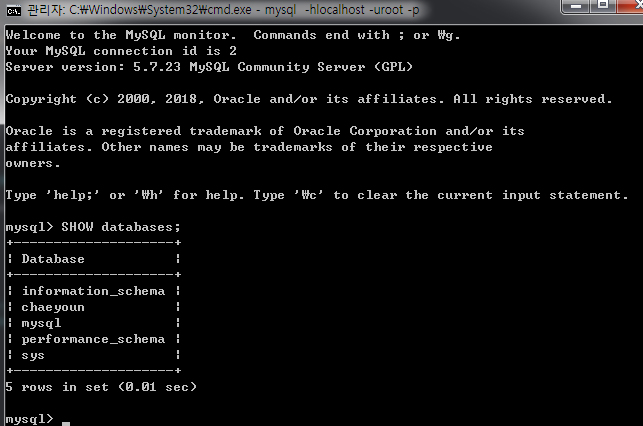 관리자: C:₩Windows₩System32₩cmd.exe - mysql  -hlocalhost -uroot -p
Welcome to the MySQL monitor.  Commands end with ; or ₩g.
Your MySQL connection id is 2
Server version: 5.7.23 MySQL Community Server (GPL)
Copyright (c) 2000, 2018, Oracle and/or its affiliates. All rights reserved.
Oracle is a registered trademark of Oracle Corporation and/or its
affiliates. Other names may be trademarks of their respective
owners.
Type 'help;' or '₩h' for help. Type '₩c' to clear the current input statement.
mysql> SHOW databases;
+--------------------+
| Database           |
+--------------------+
| information_schema |
| chaeyoun           |
| mysql              |
| performance_schema |
| sys                |
+--------------------+
5 rows in set (0.01 sec)
mysql> _